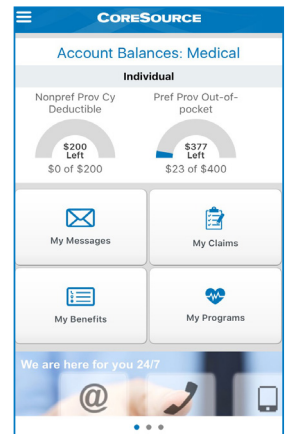 CORESOURCE
Account Balances: Medical
Individual
Nonpref Prov Cy
Deductible
$200
Left
$0 of $200
Pref Prov Out-of-
pocket
$377
Left
$23 of $400
My Messages
My Claims
My Benefits
My Programs
We are here for you 24/7
@